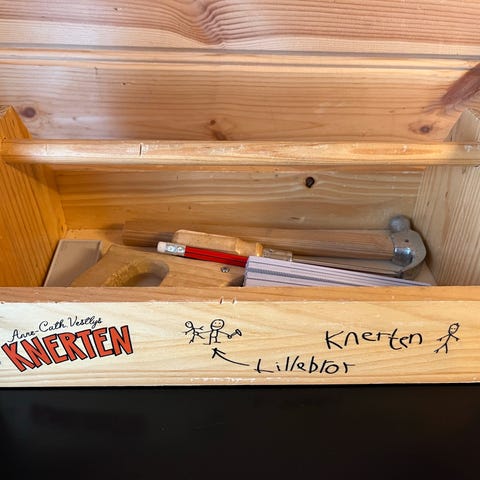 Anne-Cath. Vestlys
KNERTEN
Lillebror
Knerten